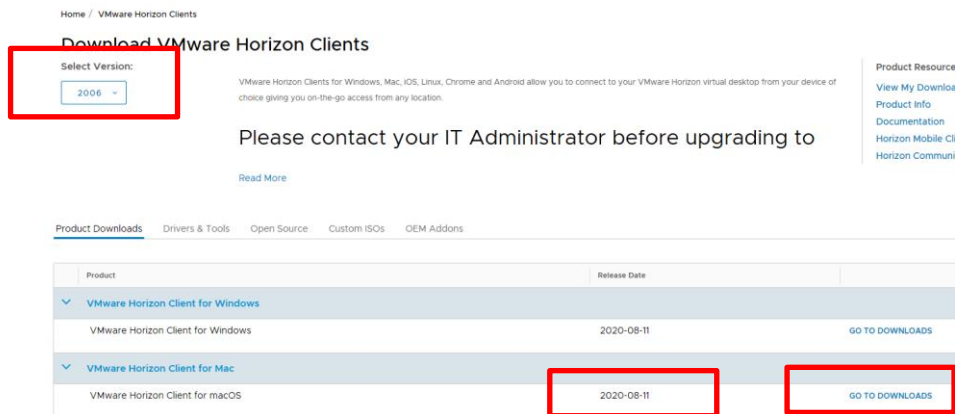 Home / VMware Horizon Clients
Download VMware Horizon Clients
Select Version:
2006
VMware Horizon Clients for Windows, Mac, iOS, Linux, Chrome and Android allow you to connect to your VMware Horizon virtual desktop from your device of
choice giving you on-the-go access from any location.
Please contact your IT Administrator before upgrading to
Read More
Product Resource
View My Downloa
Product Info
Documentation
Horizon Mobile Cli
Horizon Communi
Product Downloads Drivers & Tools Open Source Custom ISOs OEM Addons
Product Release Date
VMware Horizon Client for Windows
VMware Horizon Client for Windows 2020-08-11 GO TO DOWNLOADS
VMware Horizon Client for Mac
VMware Horizon Client for macOS 2020-08-11 GO TO DOWNLOADS